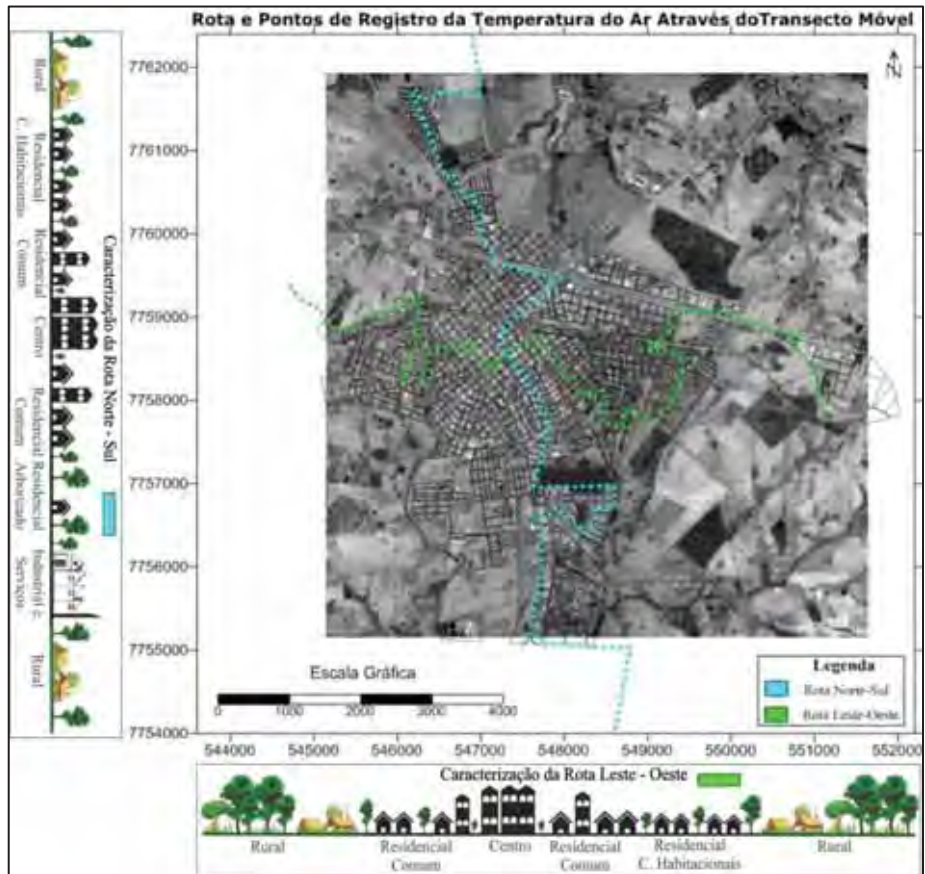 Rota e Pontos de Registro da Temperatura do Ar Através doTransecto Móvel
Rural
Residencial
C. Habitacionais
Residencial
Comum
Centro
Residencial
Comum
Residencial
Arborizado
Industrial e
Serviços
Rural
Caracterização da Rota Norte - Sul
7762000
7761000
7760000
7759000
7758000
7757000
7756000
7755000
7754000
N
Escala Gráfica
0 1000 2000 3000 4000
Legenda
Rota Norte-Sul
Rota Leste-Oeste
544000 545000 546000 547000 548000 549000 550000 551000 552000
Caracterização da Rota Leste - Oeste
Rural
Residencial
Comum
Centro
Residencial
Comum
Residencial
C. Habitacionais
Rural